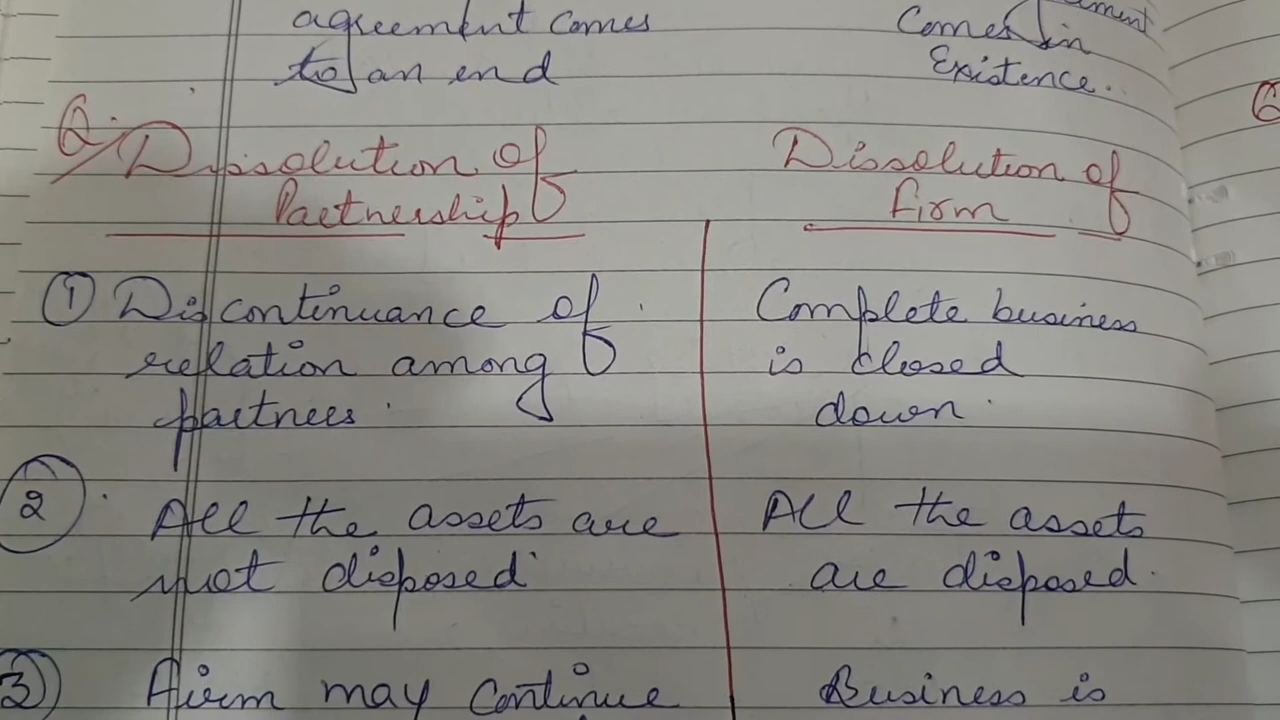 agreement comes
to an end
Comes in
Existence.
Q. Dissolution of
Partnership
Dissolution of
firm
① Discontinuance of
relation among
partners.
Complete business
is closed
down.
② All the assets are
not disposed
All the assets
are disposed.
③ Firm may continue
Business is